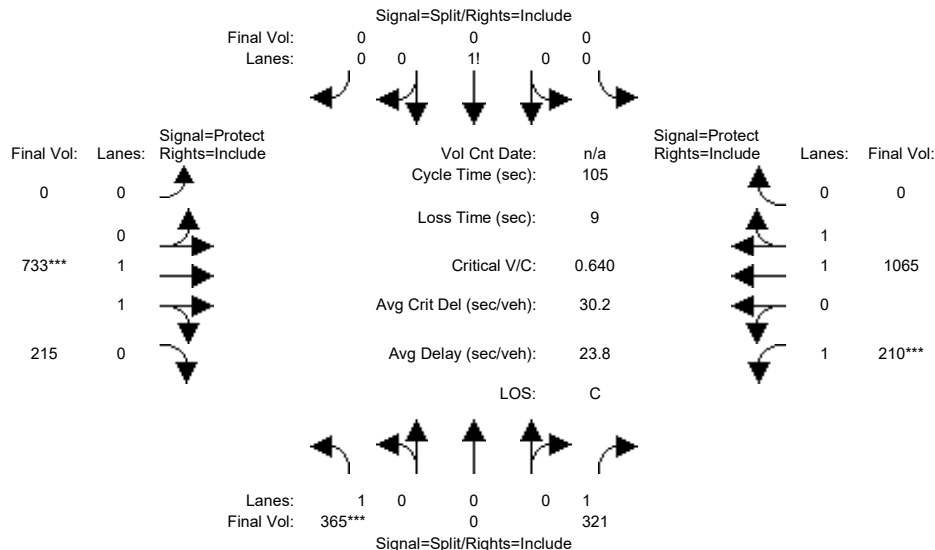 Signal=Split/Rights=Include
Final Vol: 0 0 0
Lanes: 0 0 1! 0 0
Signal=Protect Signal=Protect
Final Vol: Lanes: Rights=Include Vol Cnt Date: n/a Rights=Include Lanes: Final Vol:
Cycle Time (sec): 105
0 0 0 0
Loss Time (sec): 9
0 1
733*** 1 Critical V/C: 0.640 1 1065
1 Avg Crit Del (sec/veh): 30.2 0
215 0 Avg Delay (sec/veh): 23.8 1 210***
LOS: C
Lanes: 1 0 0 0 1
Final Vol: 365*** 0 321
Signal=Split/Rights=Include